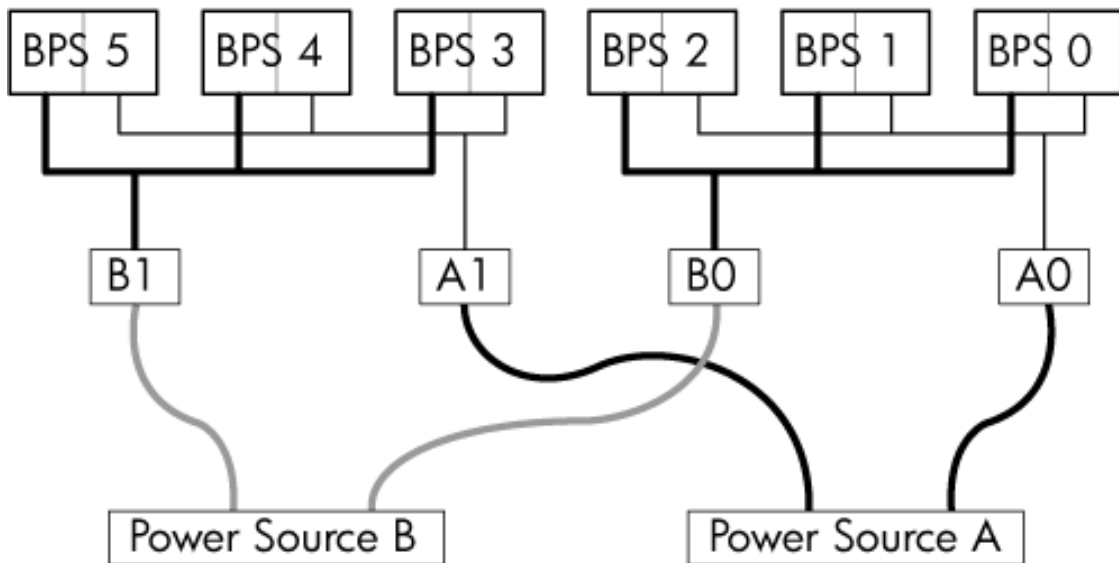 BPS 5
BPS 4
BPS 3
BPS 2
BPS 1
BPS 0
B1
A1
B0
A0
Power Source B
Power Source A